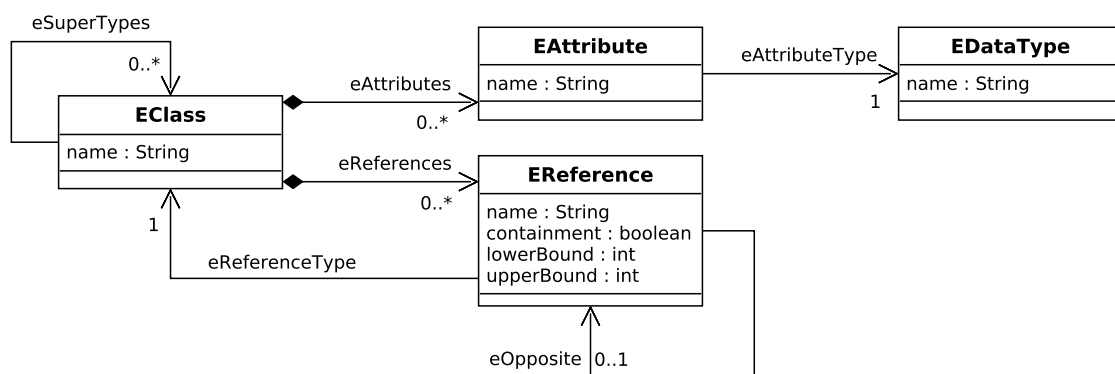 eSuperTypes
0..*
EClass
name : String
eAttributes
0..*
EAttribute
name : String
eAttributeType
1
EDataType
name : String
eReferences
0..*
EReference
name : String
containment : boolean
lowerBound : int
upperBound : int
1
eReferenceType
eOpposite
0..1